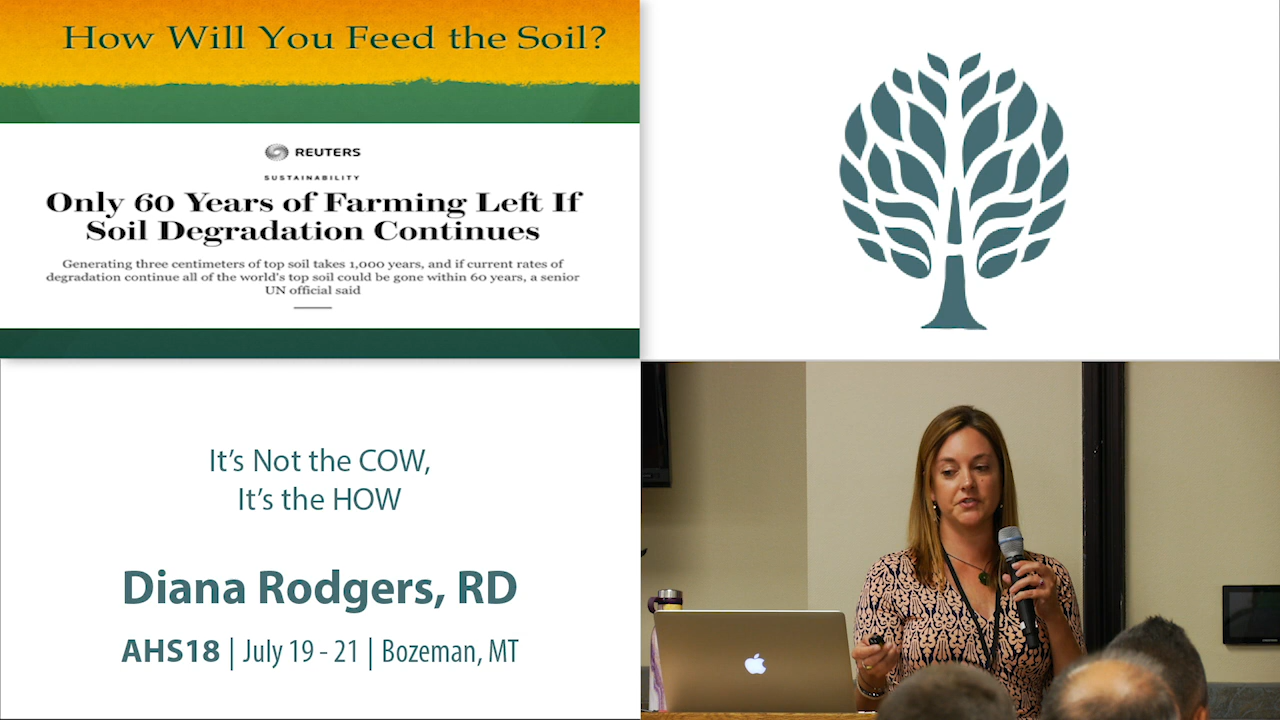 How Will You Feed the Soil?
REUTERS
SUSTAINABILITY
Only 60 Years of Farming Left If
Soil Degradation Continues
Generating three centimeters of top soil takes 1,000 years, and if current rates of
degradation continue all of the world's top soil could be gone within 60 years, a senior
UN official said
It's Not the COW,
It's the HOW
Diana Rodgers, RD
AHS18 | July 19 - 21 | Bozeman, MT